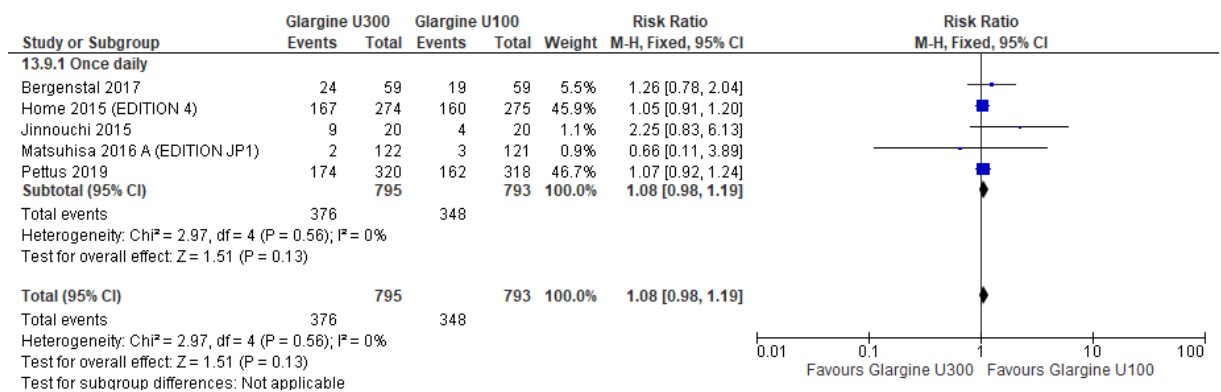 Glargine U300 Glargine U100 Risk Ratio Risk Ratio
Study or Subgroup Events Total Events Total Weight M-H, Fixed, 95% CI M-H, Fixed, 95% CI
13.9.1 Once daily
Bergenstal 2017 24 59 19 59 5.5% 1.26 [0.78, 2.04]
Home 2015 (EDITION 4) 167 274 160 275 45.9% 1.05 [0.91, 1.20]
Jinnouchi 2015 9 20 4 20 1.1% 2.25 [0.83, 6.13]
Matsuhisa 2016 A (EDITION JP1) 2 122 3 121 0.9% 0.66 [0.11, 3.89]
Pettus 2019 174 320 162 318 46.7% 1.07 [0.92, 1.24]
Subtotal (95% CI) 795 793 100.0% 1.08 [0.98, 1.19]
Total events 376 348
Heterogeneity: Chi² = 2.97, df = 4 (P = 0.56); I² = 0%
Test for overall effect: Z = 1.51 (P = 0.13)
Total (95% CI) 795 793 100.0% 1.08 [0.98, 1.19]
Total events 376 348
Heterogeneity: Chi² = 2.97, df = 4 (P = 0.56); I² = 0%
Test for overall effect: Z = 1.51 (P = 0.13)
Test for subgroup differences: Not applicable
0.01 0.1 1 10 100
Favours Glargine U300 Favours Glargine U100